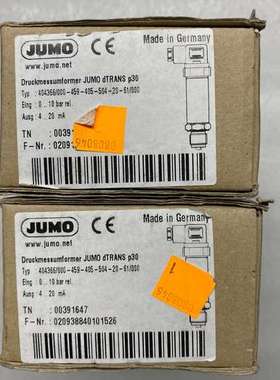 JUMO CE Made in Germany
www.jumo.net
Druckmessumformer JUMO dTRANS p30
Typ : 404366/000-459-405-504-20-61/000
Eing : 0 .. 10 bar rel.
Ausg : 4 .. 20 mA
TN : 00391
F-Nr. : 0209
JUMO CE Made in Germany
www.jumo.net
Druckmessumformer JUMO dTRANS p30
Typ : 404366/000-459-405-504-20-61/000
Eing : 0 .. 10 bar rel.
Ausg : 4 .. 20 mA
1
TN : 00391647
F-Nr. : 020938840101526